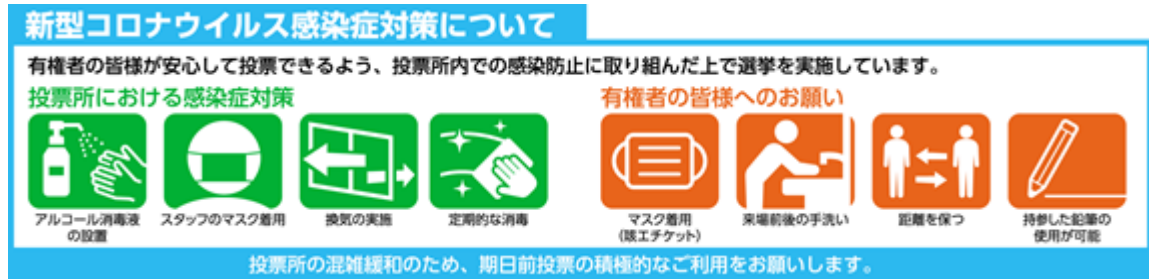 新型コロナウイルス感染症対策について
有権者の皆様が安心して投票できるよう、投票所内での感染防止に取り組んだ上で選挙を実施しています。
投票所における感染症対策
アルコール消毒液
の設置
スタッフのマスク着用
換気の実施
定期的な消毒
有権者の皆様へのお願い
マスク着用
(咳エチケット)
来場前後の手洗い
距離を保つ
持参した鉛筆の
使用が可能
投票所の混雑緩和のため、期日前投票の積極的なご利用をお願いします。